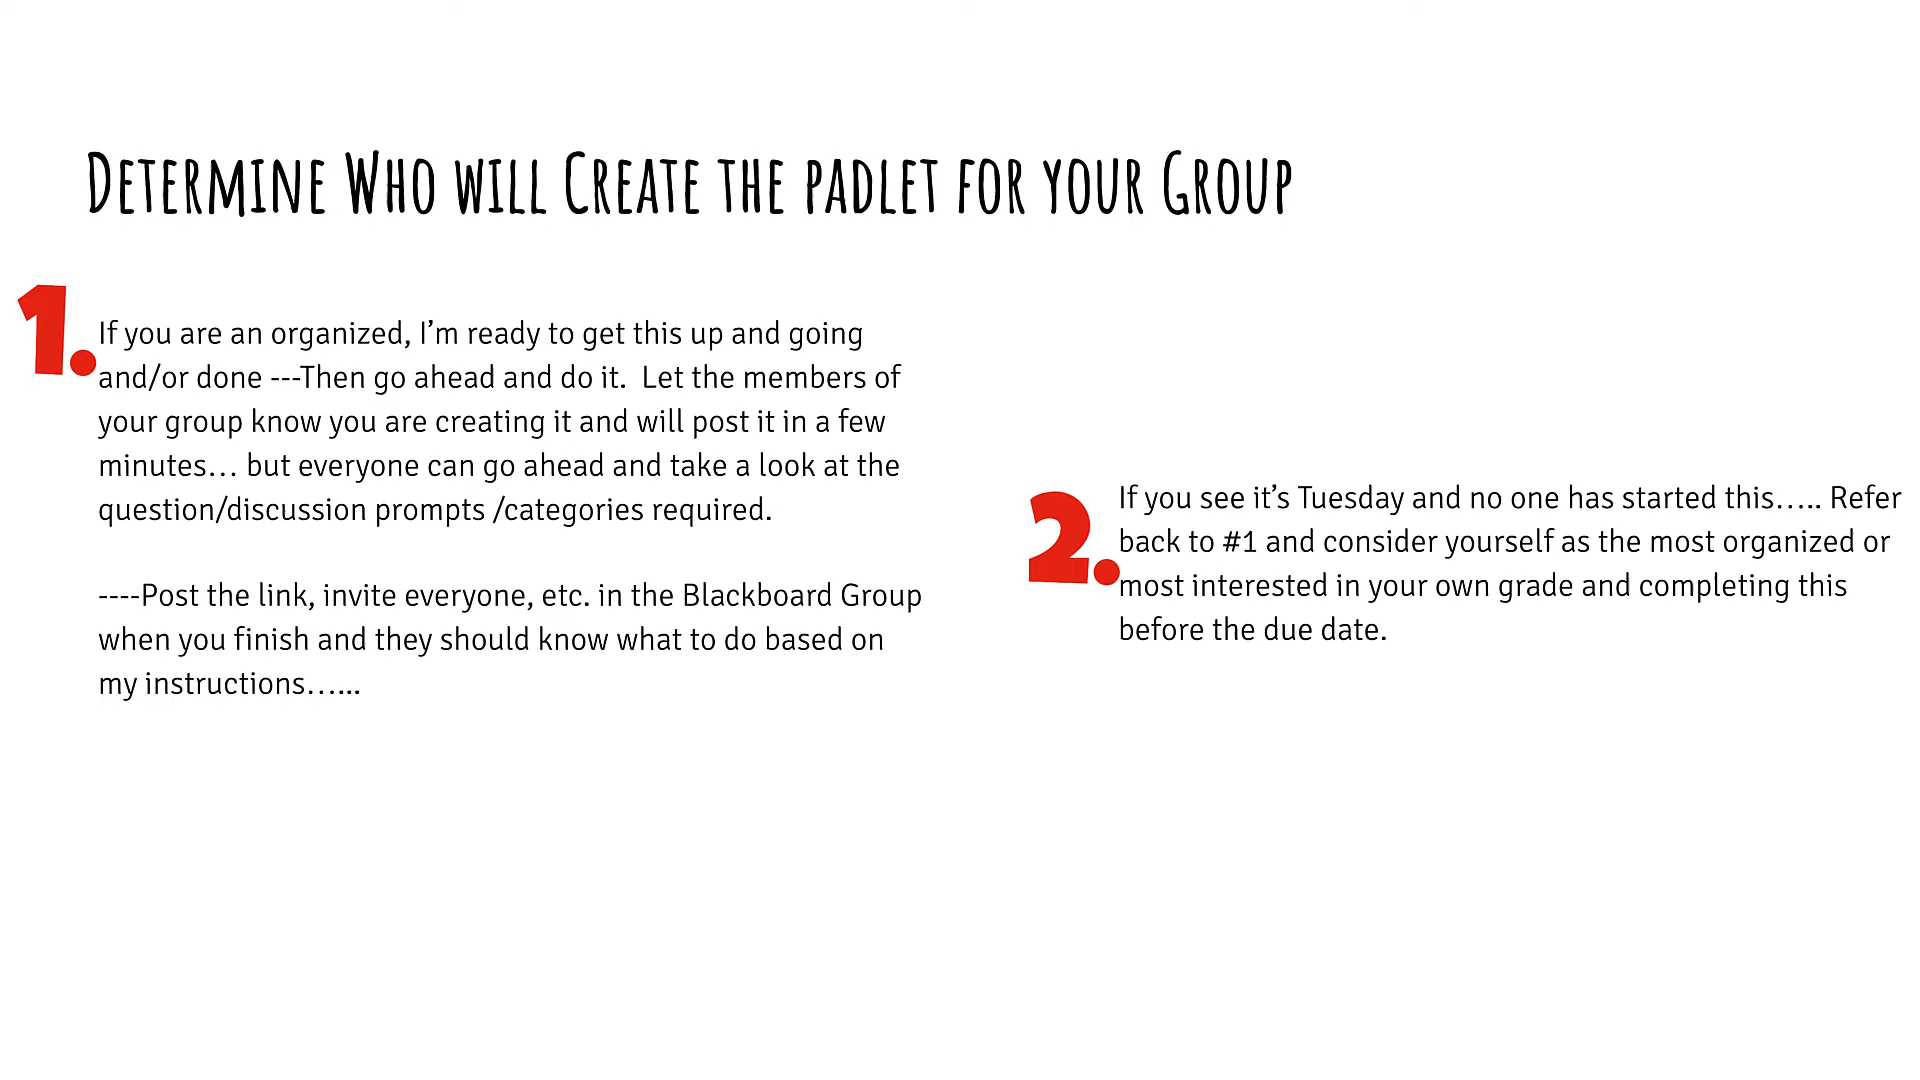 Determine Who will Create the padlet for your Group
1.
If you are an organized, I’m ready to get this up and going
and/or done ---Then go ahead and do it.  Let the members of
your group know you are creating it and will post it in a few
minutes… but everyone can go ahead and take a look at the
question/discussion prompts /categories required.
----Post the link, invite everyone, etc. in the Blackboard Group
when you finish and they should know what to do based on
my instructions…...
2.
If you see it’s Tuesday and no one has started this….. Refer
back to #1 and consider yourself as the most organized or
most interested in your own grade and completing this
before the due date.